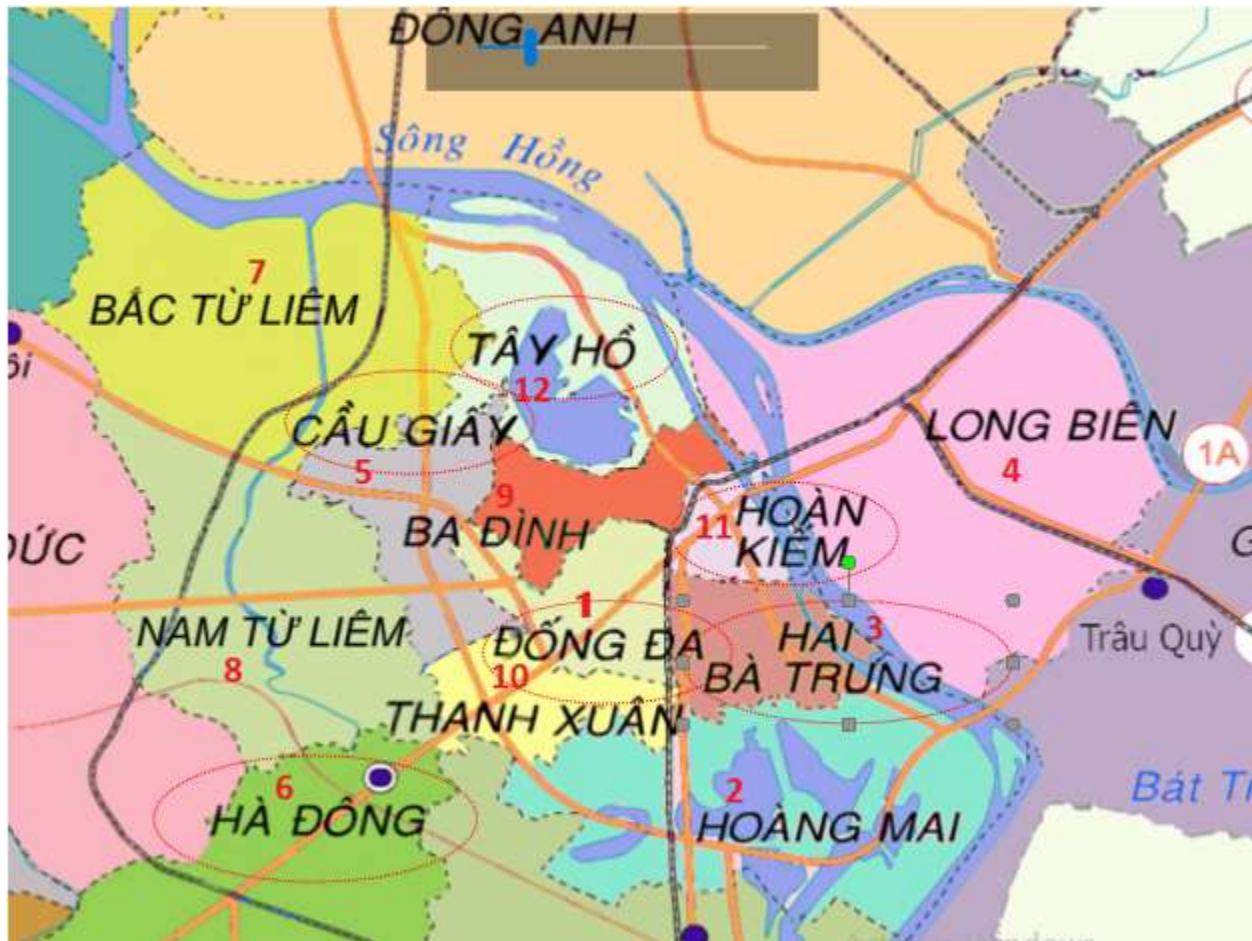 ĐÔNG ANH
Sông Hồng
7
BẮC TỪ LIÊM
TÂY HỒ
12
CẦU GIẤY
5
LONG BIÊN
4
1A
9
BA ĐÌNH
11
HOÀN
KIẾM
ĐỨC
G
1
NAM TỪ LIÊM
8
ĐỐNG ĐA
10
HAI 3
BÀ TRƯNG
Trâu Quỳ
THANH XUÂN
6
HÀ ĐÔNG
2
HOÀNG MAI
Bát Tr